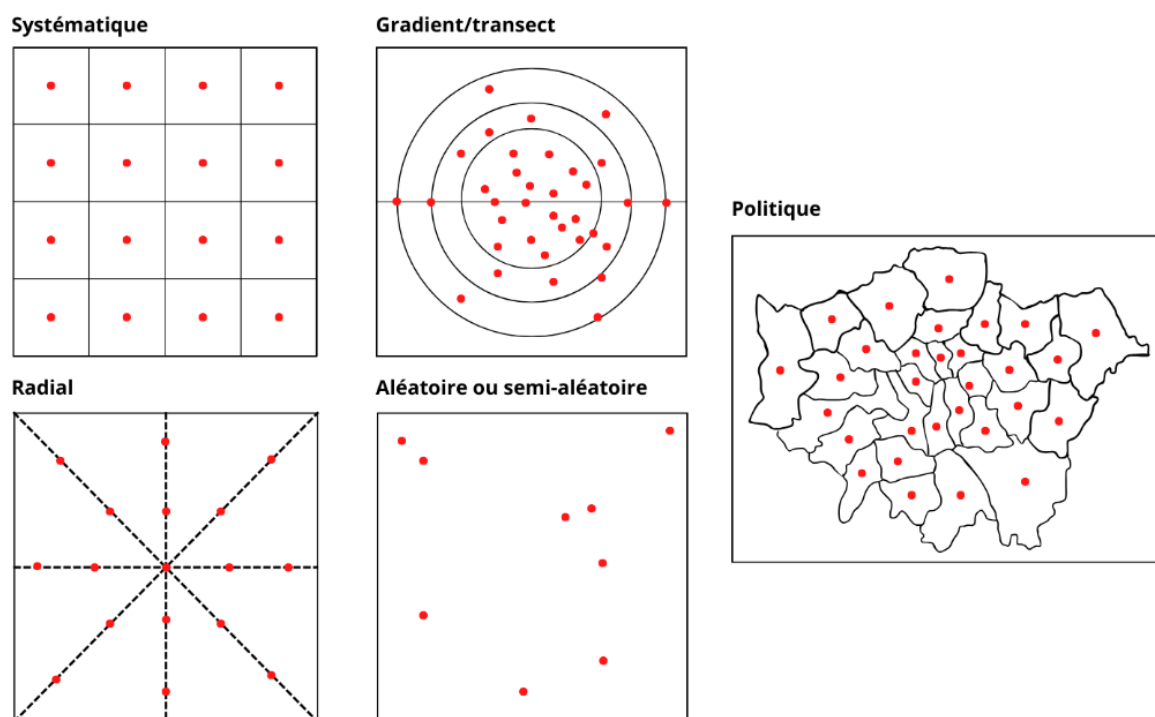 Systématique
Gradient/transect
Politique
Radial
Aléatoire ou semi-aléatoire